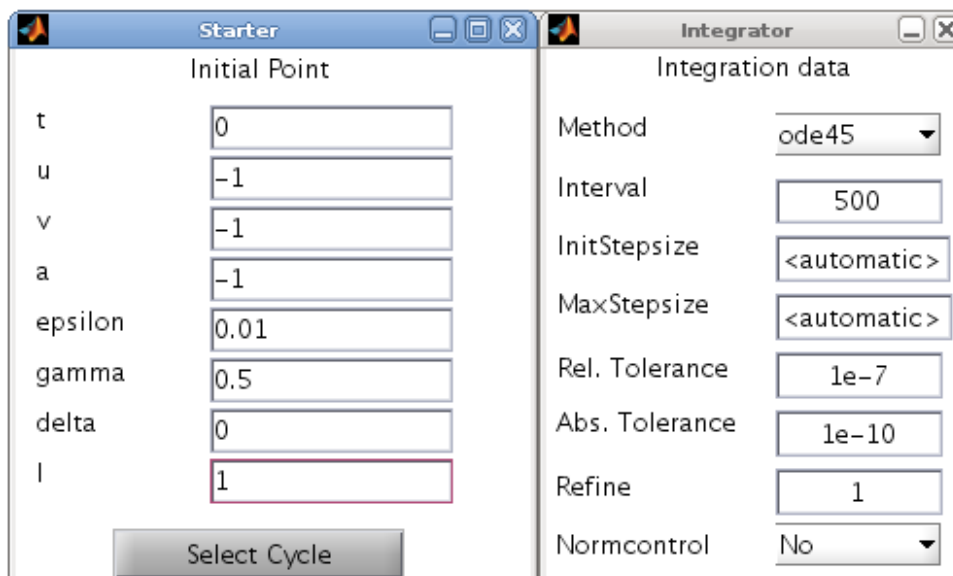 Starter
Initial Point
t 0
u -1
v -1
a -1
epsilon 0.01
gamma 0.5
delta 0
I 1
Select Cycle
Integrator
Integration data
Method ode45
Interval 500
InitStepsize <automatic>
MaxStepsize <automatic>
Rel. Tolerance 1e-7
Abs. Tolerance 1e-10
Refine 1
Normcontrol No